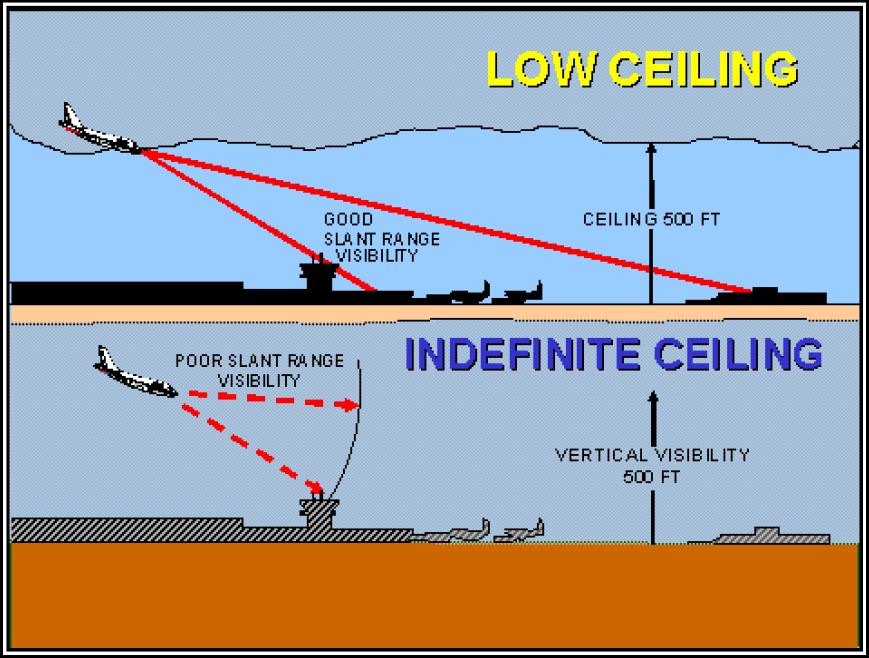 LOW CEILING
GOOD
SLANT RANGE
VISIBILITY
CEILING 500 FT
INDEFINITE CEILING
POOR SLANT RANGE
VISIBILITY
VERTICAL VISIBILITY
500 FT